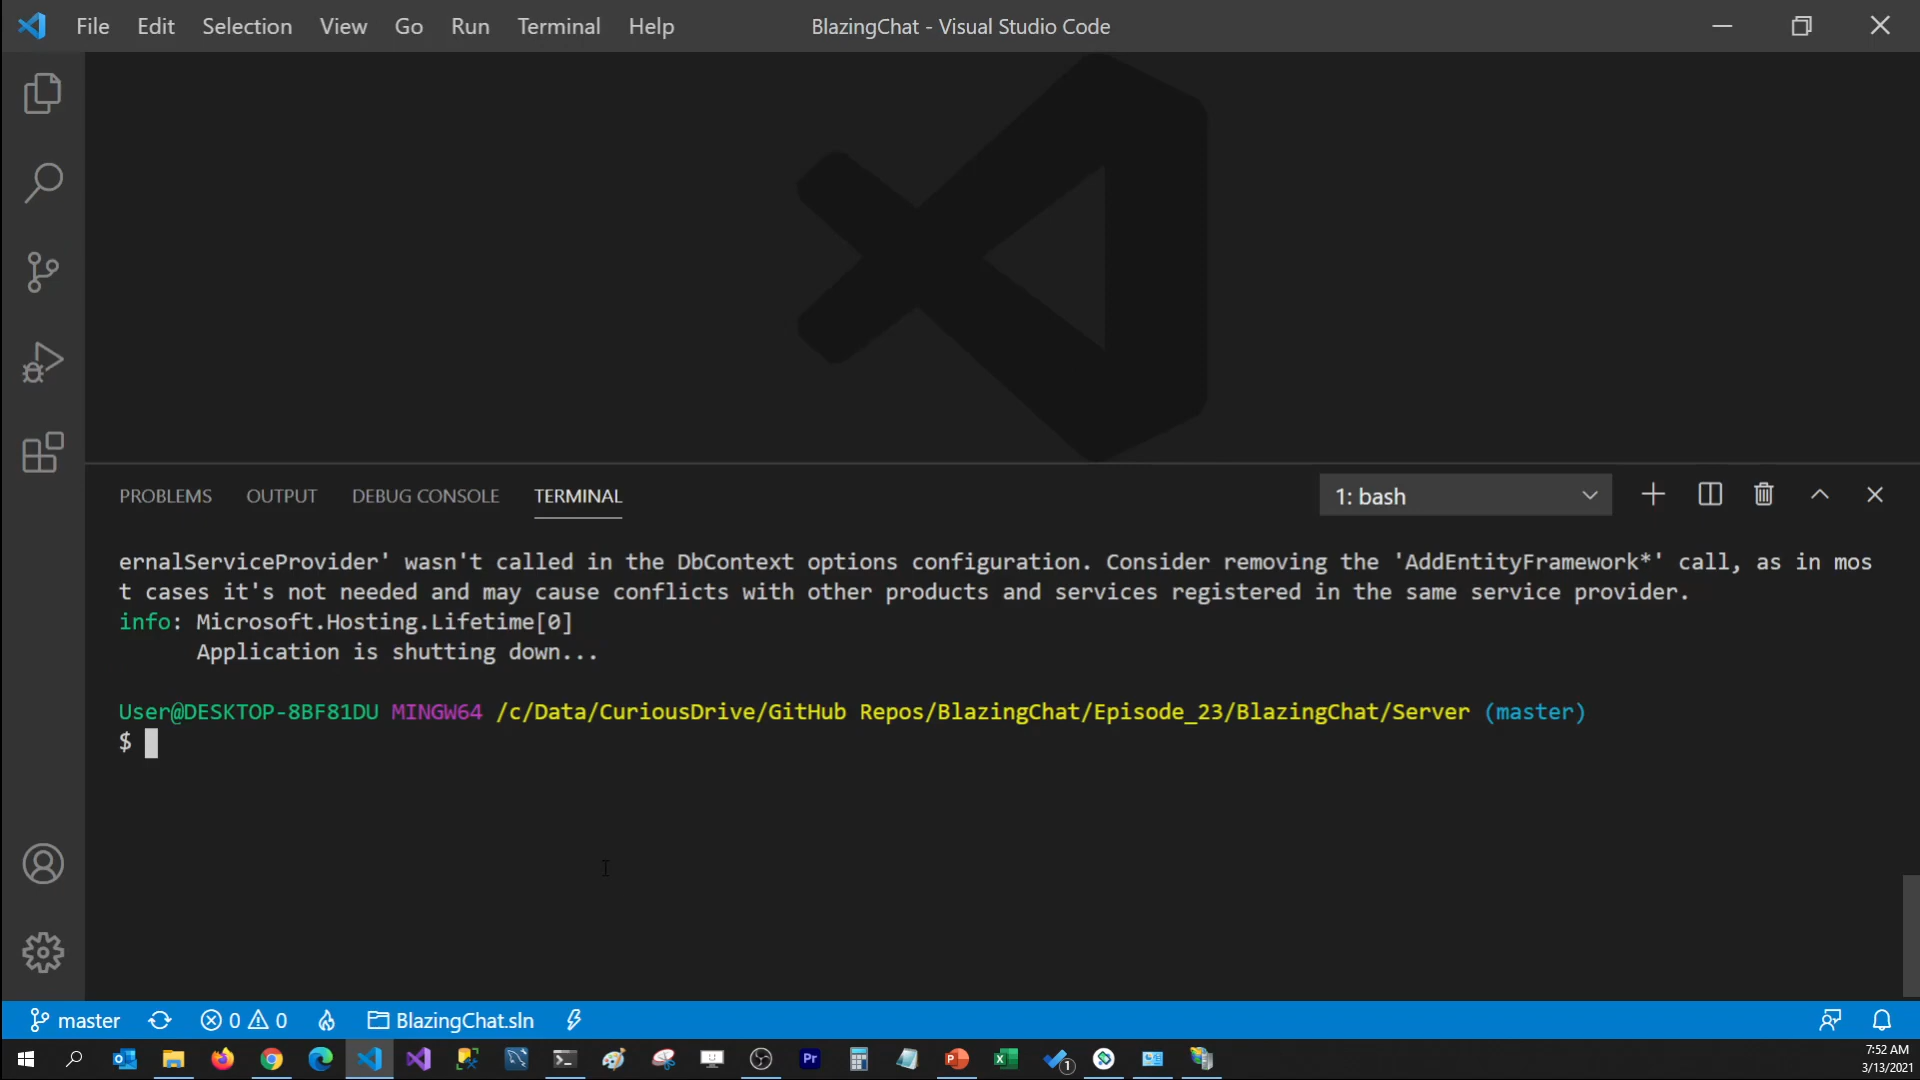 File Edit Selection View Go Run Terminal Help BlazingChat - Visual Studio Code
PROBLEMS OUTPUT DEBUG CONSOLE TERMINAL 1: bash
ernalServiceProvider' wasn't called in the DbContext options configuration. Consider removing the 'AddEntityFramework*' call, as in mos
t cases it's not needed and may cause conflicts with other products and services registered in the same service provider.
info: Microsoft.Hosting.Lifetime[0]
Application is shutting down...
User@DESKTOP-8BF81DU MINGW64 /c/Data/CuriousDrive/GitHub Repos/BlazingChat/Episode_23/BlazingChat/Server (master)
$
master 0 0 BlazingChat.sln
Pr 1 7:52 AM
3/13/2021